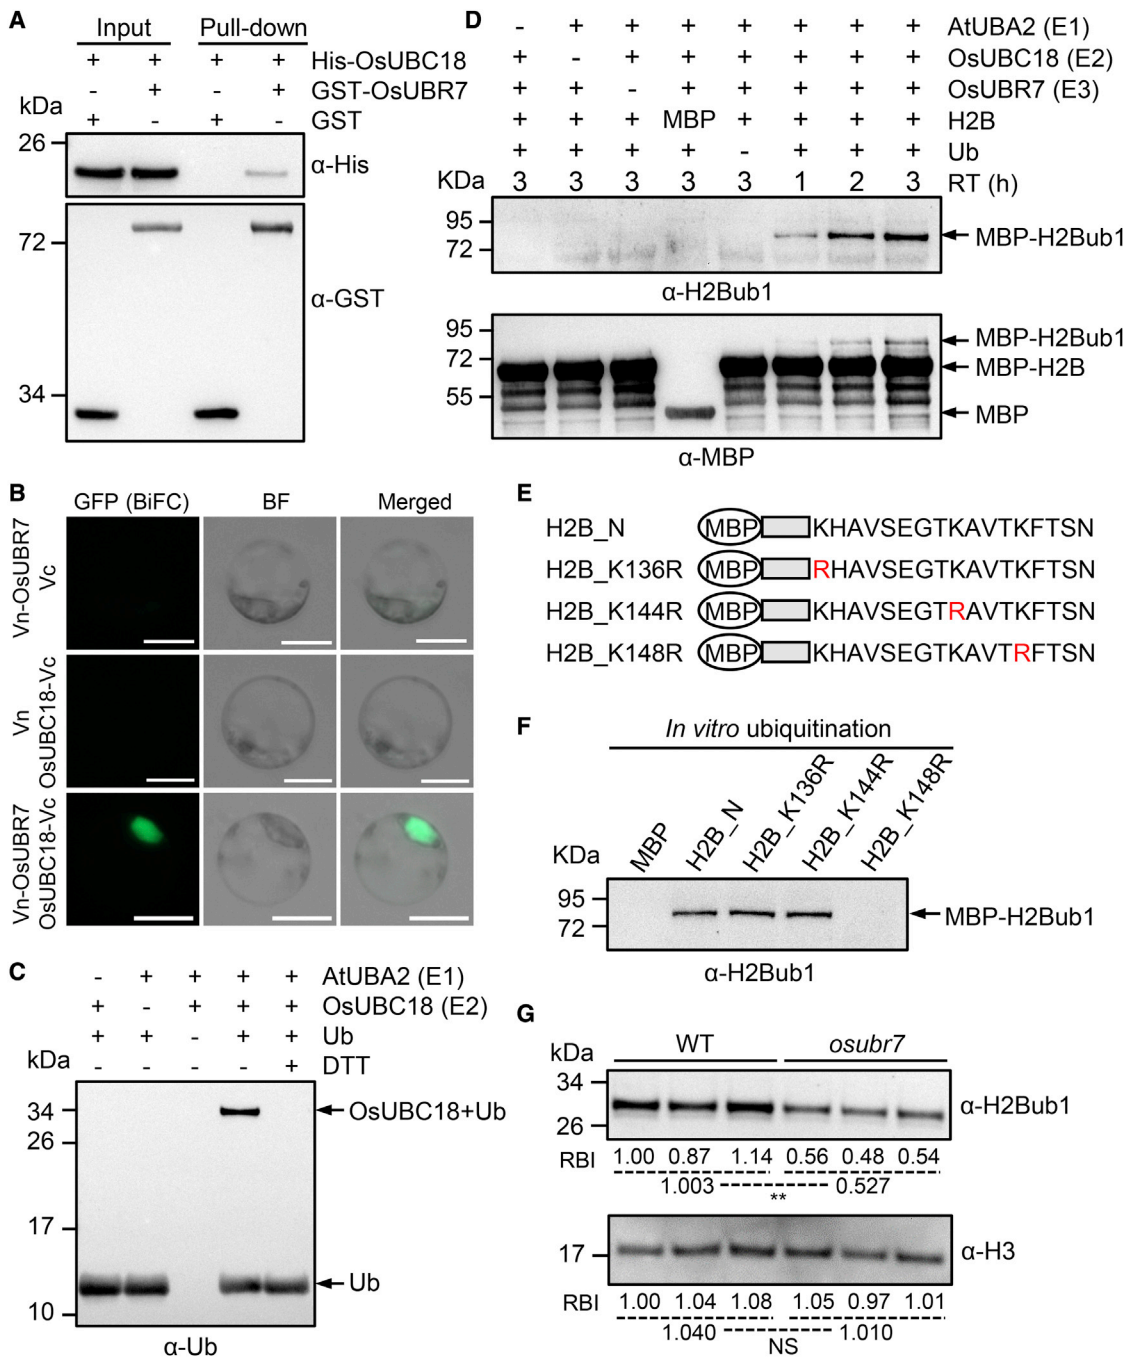 A
Input Pull-down
+ + + + His-OsUBC18
- + - + GST-OsUBR7
kDa + - + - GST
26
α-His
72
α-GST
34
B
GFP (BiFC) BF Merged
Vn-OsUBR7
Vc
Vn
OsUBC18-Vc
Vn-OsUBR7
OsUBC18-Vc
C
- + + + + AtUBA2 (E1)
+ - + + + OsUBC18 (E2)
+ + - + + Ub
kDa - - - - + DTT
34 OsUBC18+Ub
26
17
Ub
10
α-Ub
D
- + + + + + + + AtUBA2 (E1)
+ - + + + + + + OsUBC18 (E2)
+ + - + + + + + OsUBR7 (E3)
+ + + MBP + + + + H2B
+ + + + - + + + Ub
KDa 3 3 3 3 3 1 2 3 RT (h)
95
MBP-H2Bub1
72
α-H2Bub1
95
MBP-H2Bub1
72
MBP-H2B
55
MBP
α-MBP
E
H2B_N MBP KHAVSEGTKAVTKFTSN
H2B_K136R MBP RHAVSEGTKAVTKFTSN
H2B_K144R MBP KHAVSEGTRAVTKFTSN
H2B_K148R MBP KHAVSEGTKAVTRFTSN
F
In vitro ubiquitination
KDa MBP H2B_N H2B_K136R H2B_K144R H2B_K148R
95
MBP-H2Bub1
72
α-H2Bub1
G
WT osubr7
kDa
34
α-H2Bub1
26
RBI 1.00 0.87 1.14 0.56 0.48 0.54
1.003 ** 0.527
17 α-H3
RBI 1.00 1.04 1.08 1.05 0.97 1.01
1.040 NS 1.010